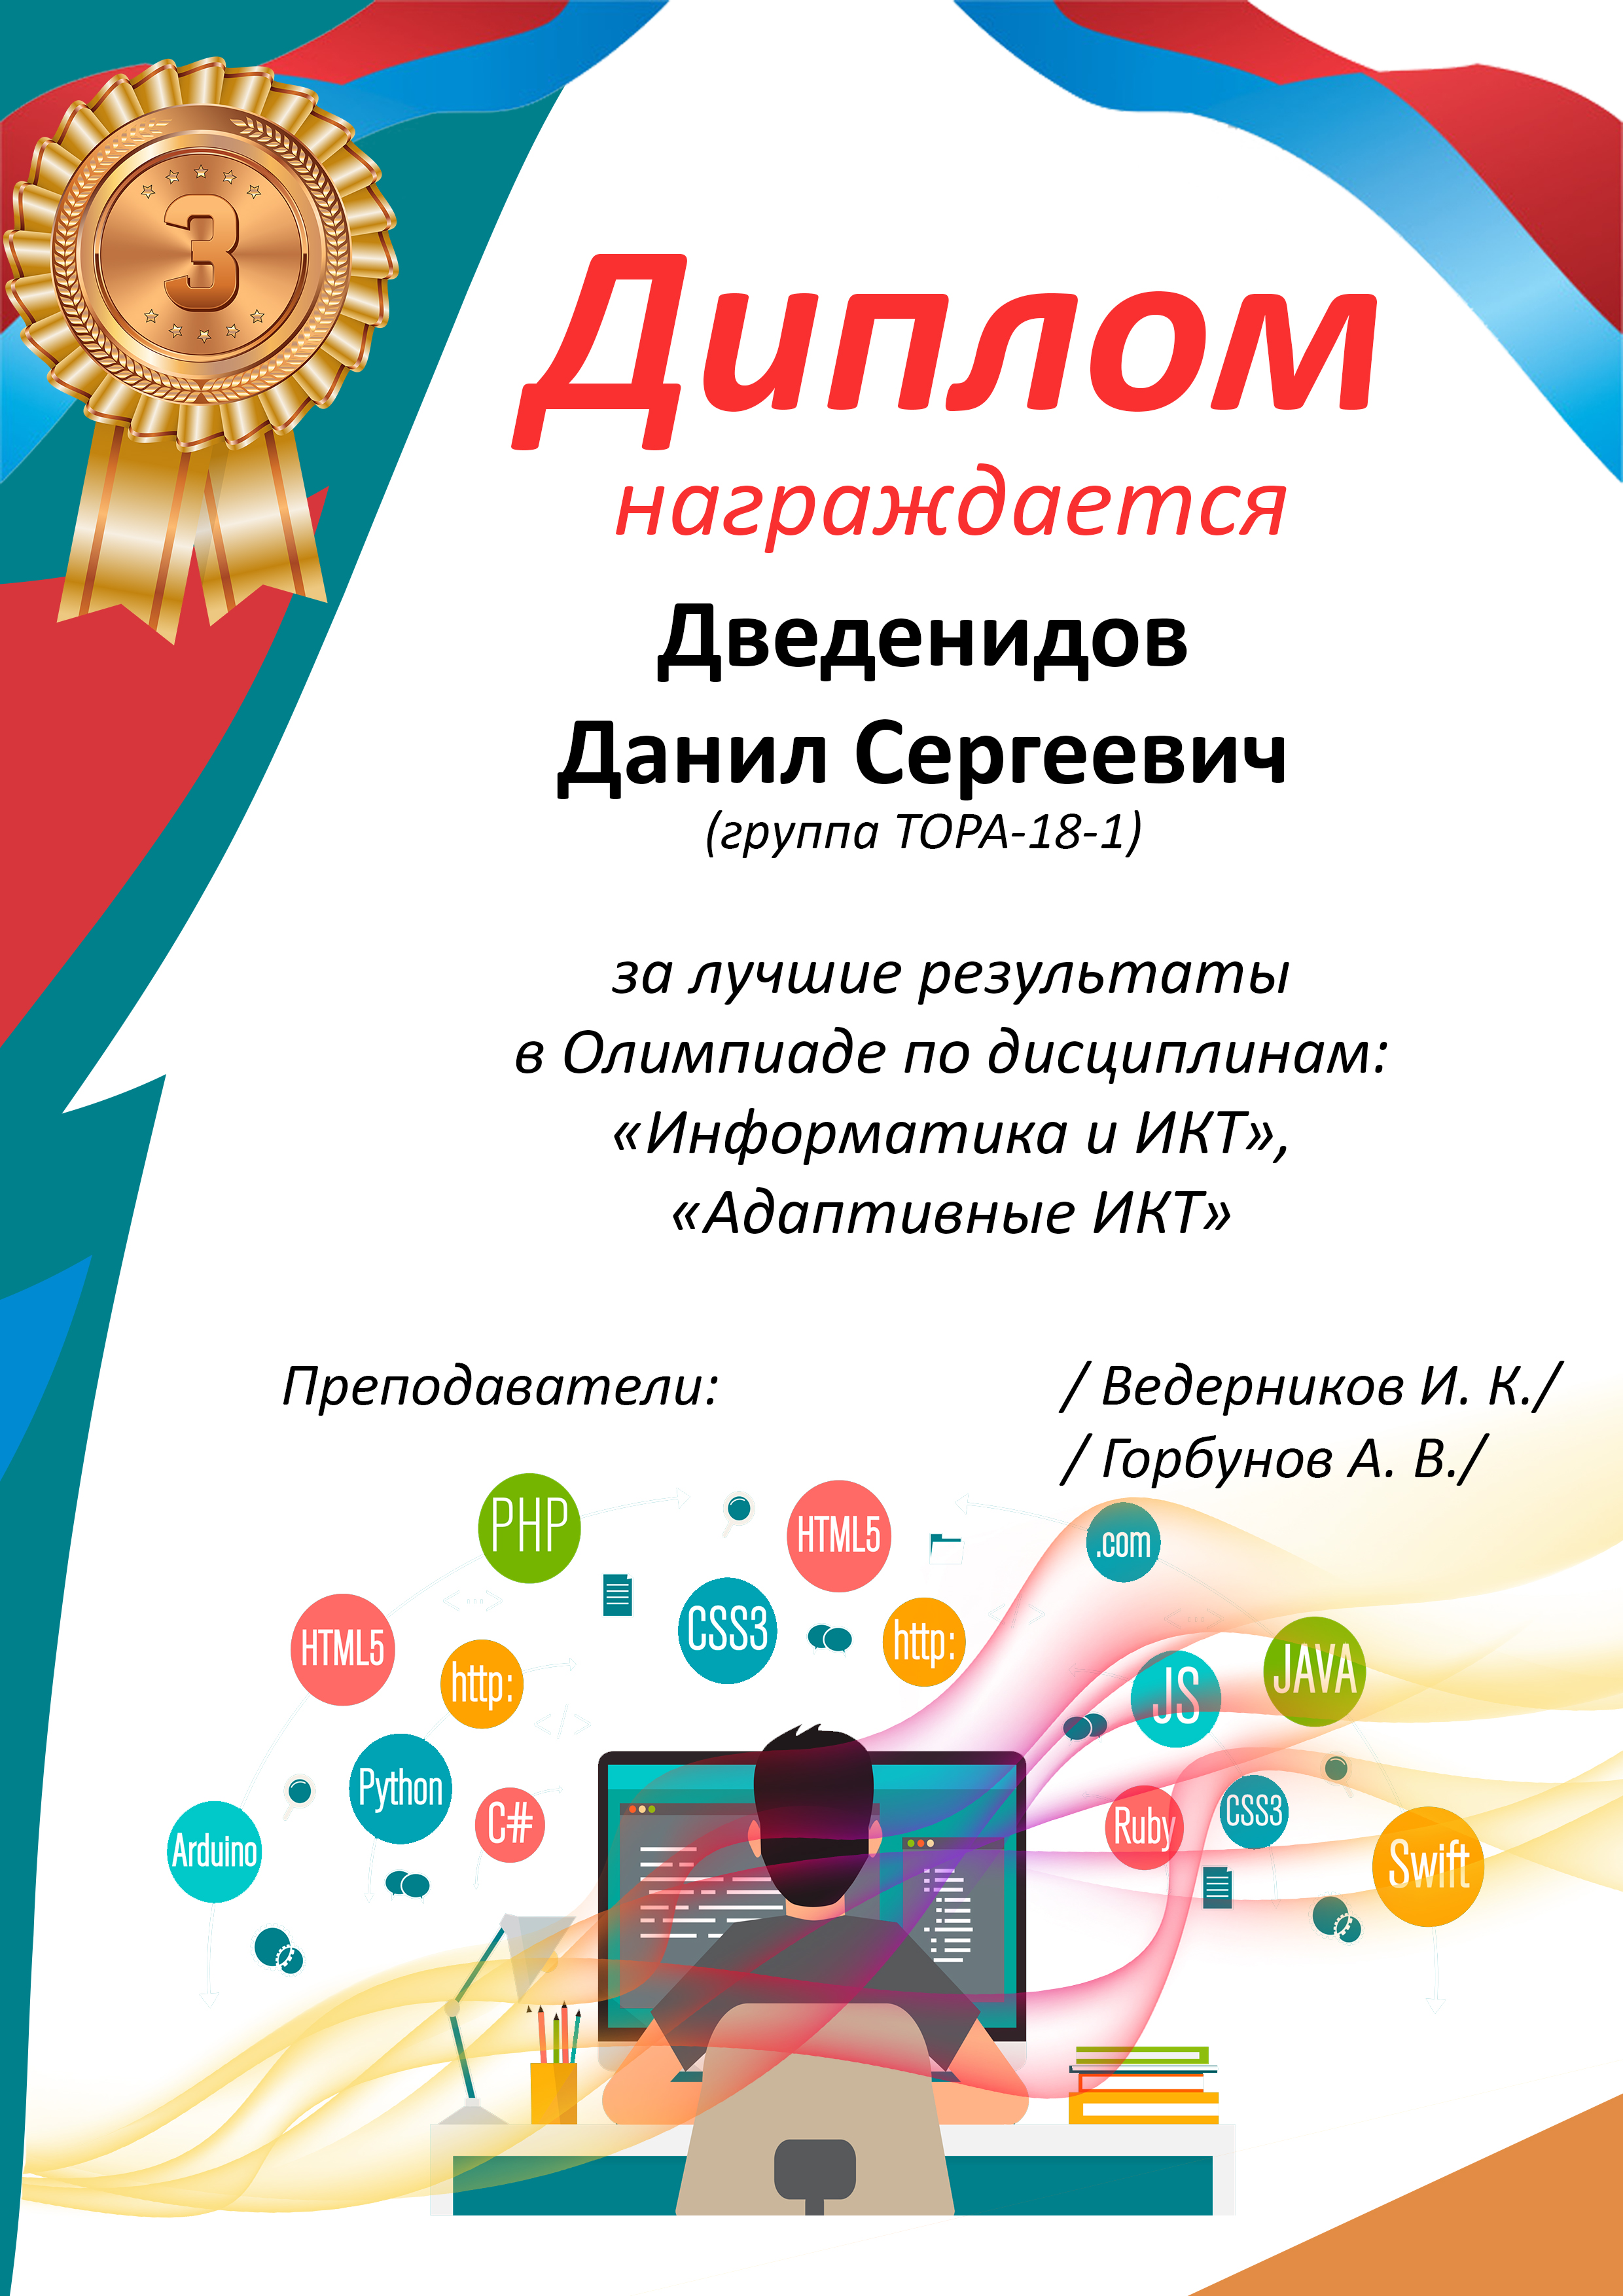 3
Диплом
награждается
Дведенидов
Данил Сергеевич
(группа ТОРА-18-1)
за лучшие результаты
в Олимпиаде по дисциплинам:
«Информатика и ИКТ»,
«Адаптивные ИКТ»
Преподаватели: / Ведерников И. К./
/ Горбунов А. В./
PHP
HTML5
.com
HTML5
CSS3
http:
http:
JS
JAVA
Python
C#
Arduino
Ruby
CSS3
Swift